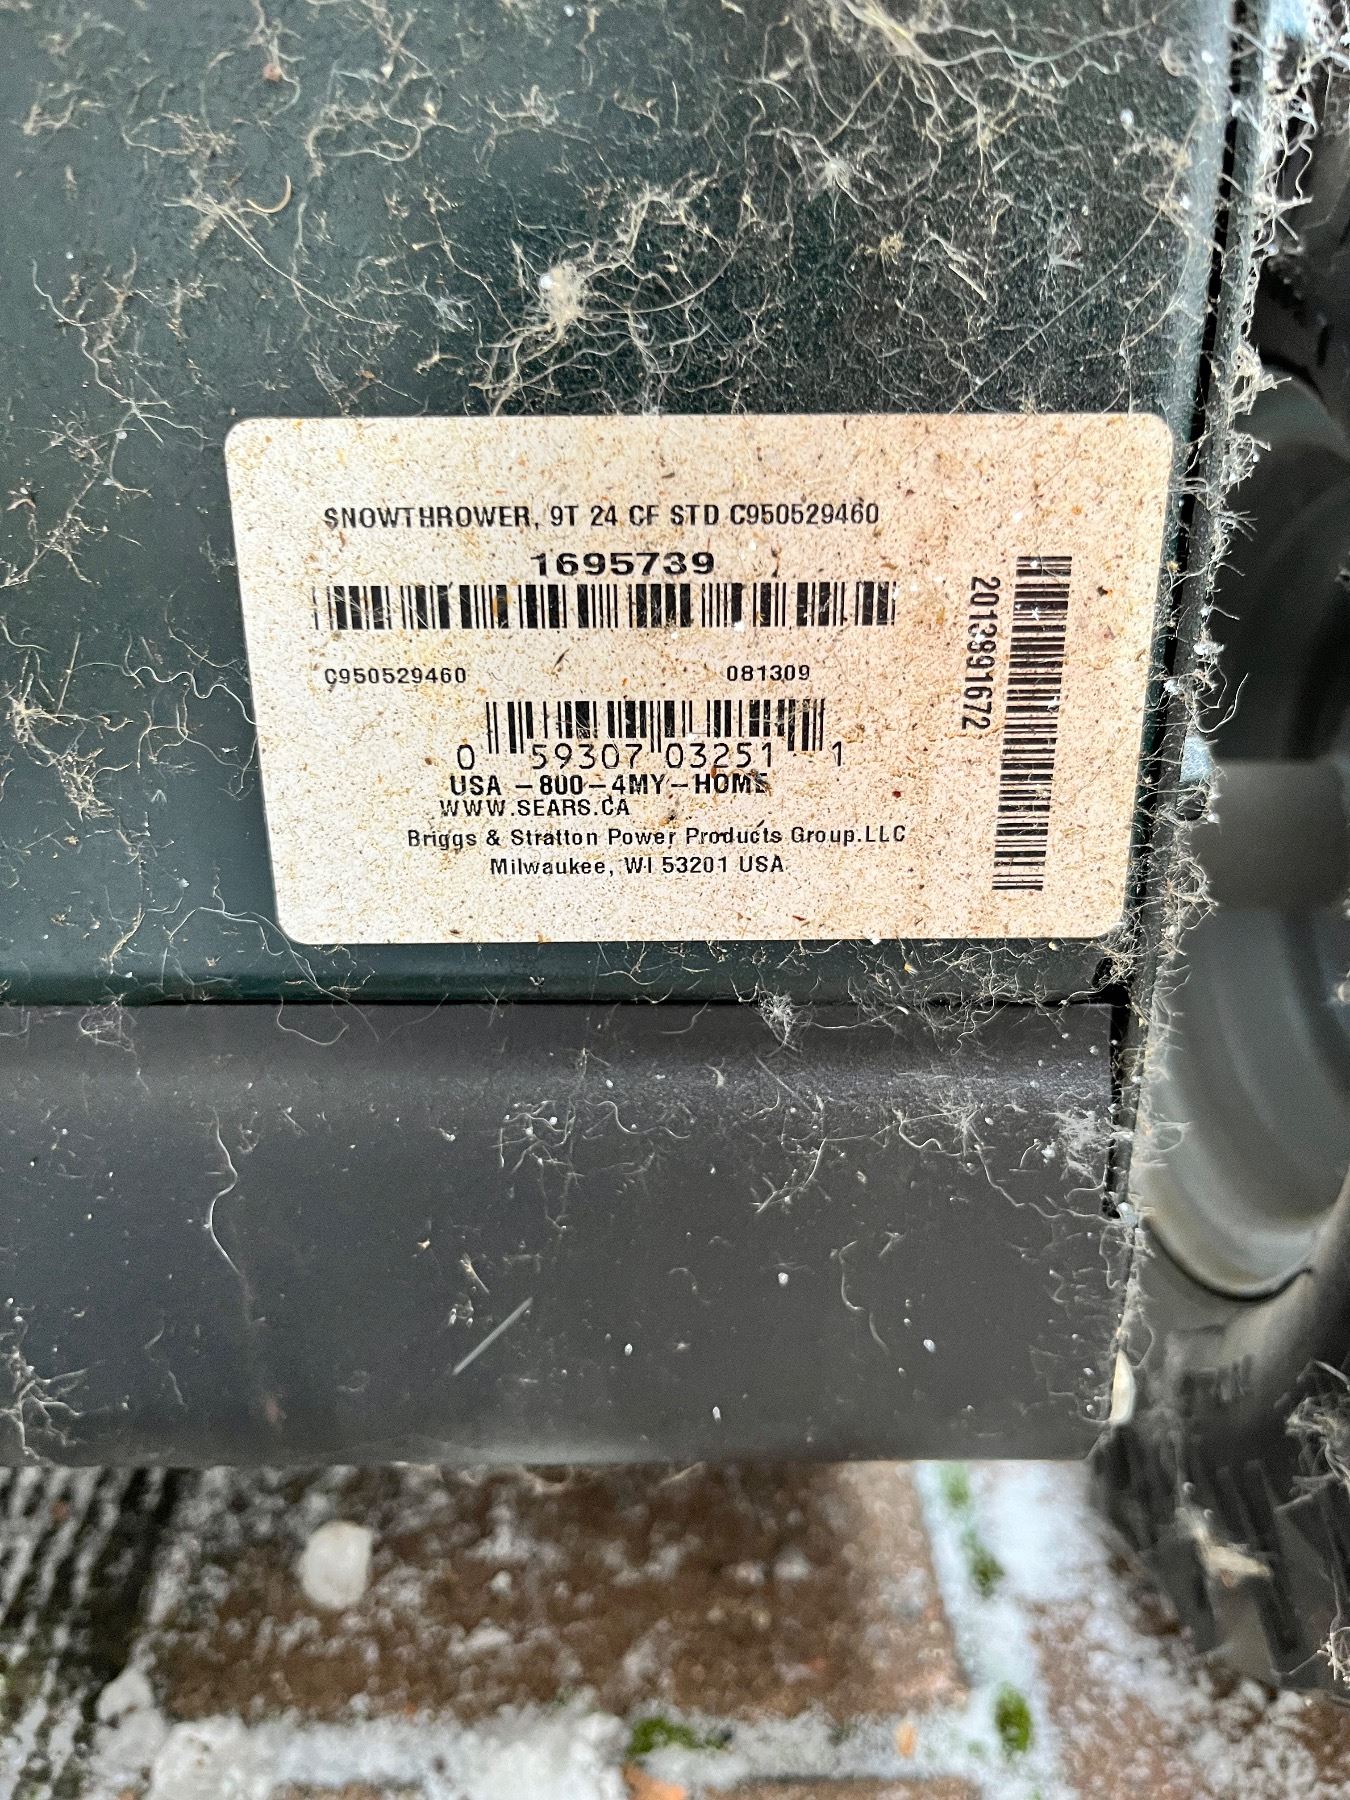 SNOWTHROWER, 9T 24 CF STD C950529460
1695739
C950529460 081309
0 59307 03251 1
USA -800-4MY-HOME
WWW.SEARS.CA
Briggs & Stratton Power Products Group.LLC
Milwaukee, WI 53201 USA
2013991672